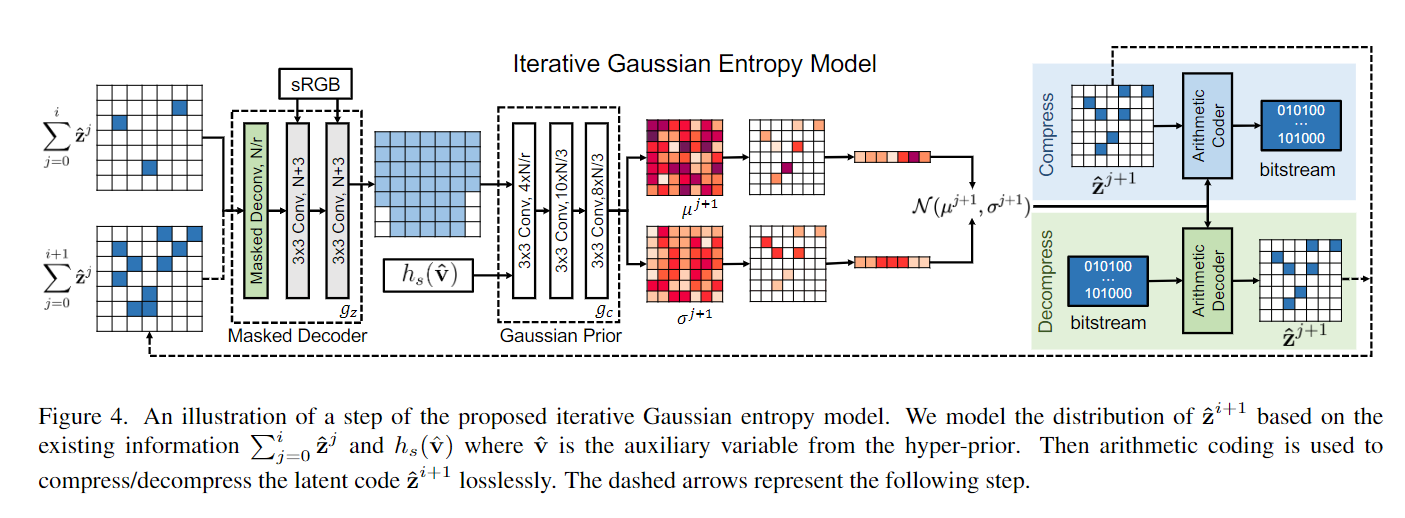 Iterative Gaussian Entropy Model
sRGB
$\sum_{j=0}^{i} \hat{\mathbf{z}}^{j}$
$\sum_{j=0}^{i+1} \hat{\mathbf{z}}^{j}$
Masked Deconv, N/r
3x3 Conv, N+3
3x3 Conv, N+3
$g_z$
Masked Decoder
$h_s(\hat{\mathbf{v}})$
3x3 Conv, 4×N/r
3x3 Conv,10xN/3
3x3 Conv,8xN/3
$g_c$
Gaussian Prior
$\mu^{j+1}$
$\sigma^{j+1}$
$\mathcal{N}(\mu^{j+1}, \sigma^{j+1})$
Compress
$\hat{\mathbf{z}}^{j+1}$
Arithmetic
Coder
010100
...
101000
bitstream
Decompress
010100
...
101000
bitstream
Arithmetic
Decoder
$\hat{\mathbf{z}}^{j+1}$
Figure 4. An illustration of a step of the proposed iterative Gaussian entropy model. We model the distribution of $\hat{\mathbf{z}}^{i+1}$ based on the
existing information $\sum_{j=0}^{i} \hat{\mathbf{z}}^{j}$ and $h_s(\hat{\mathbf{v}})$ where $\hat{\mathbf{v}}$ is the auxiliary variable from the hyper-prior. Then arithmetic coding is used to
compress/decompress the latent code $\hat{\mathbf{z}}^{i+1}$ losslessly. The dashed arrows represent the following step.